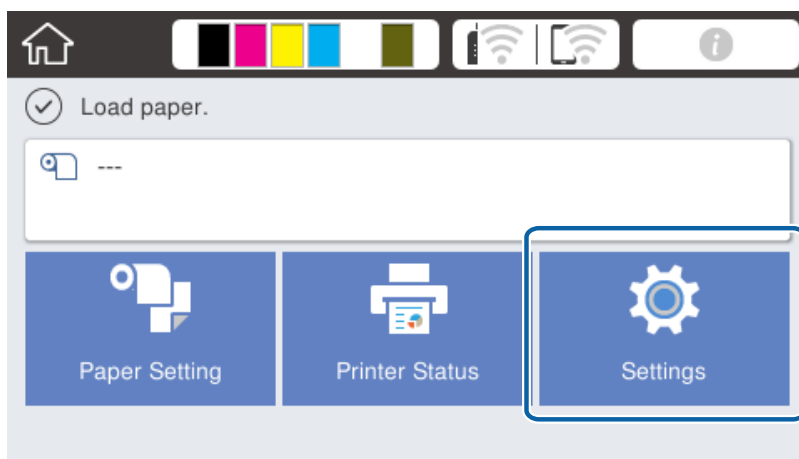 Load paper.
---
Paper Setting
Printer Status
Settings